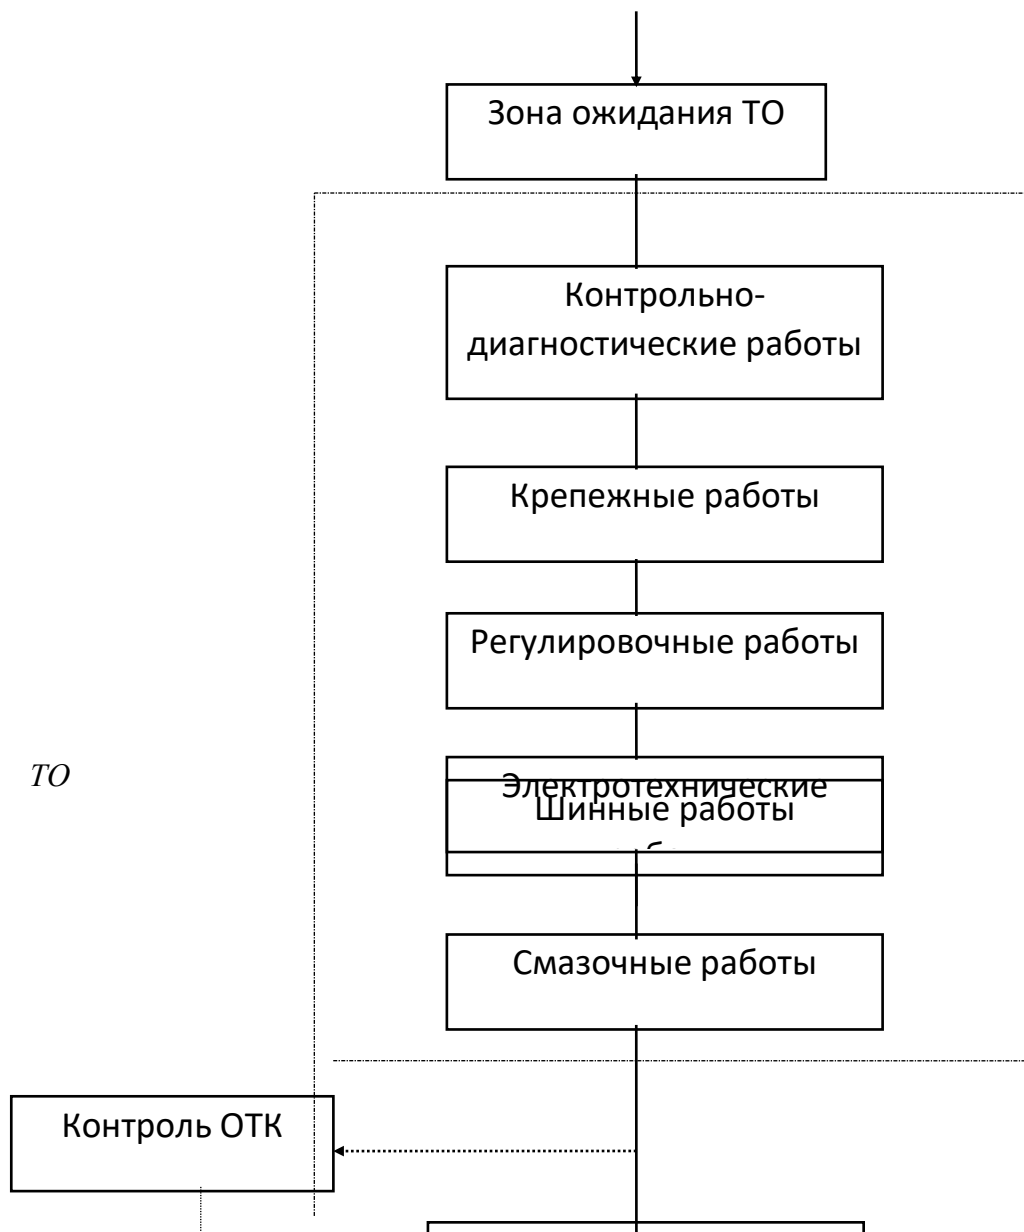 Зона ожидания ТО
Контрольно-
диагностические работы
Крепежные работы
Регулировочные работы
ТО
Электротехнические
Шинные работы
Смазочные работы
Контроль ОТК